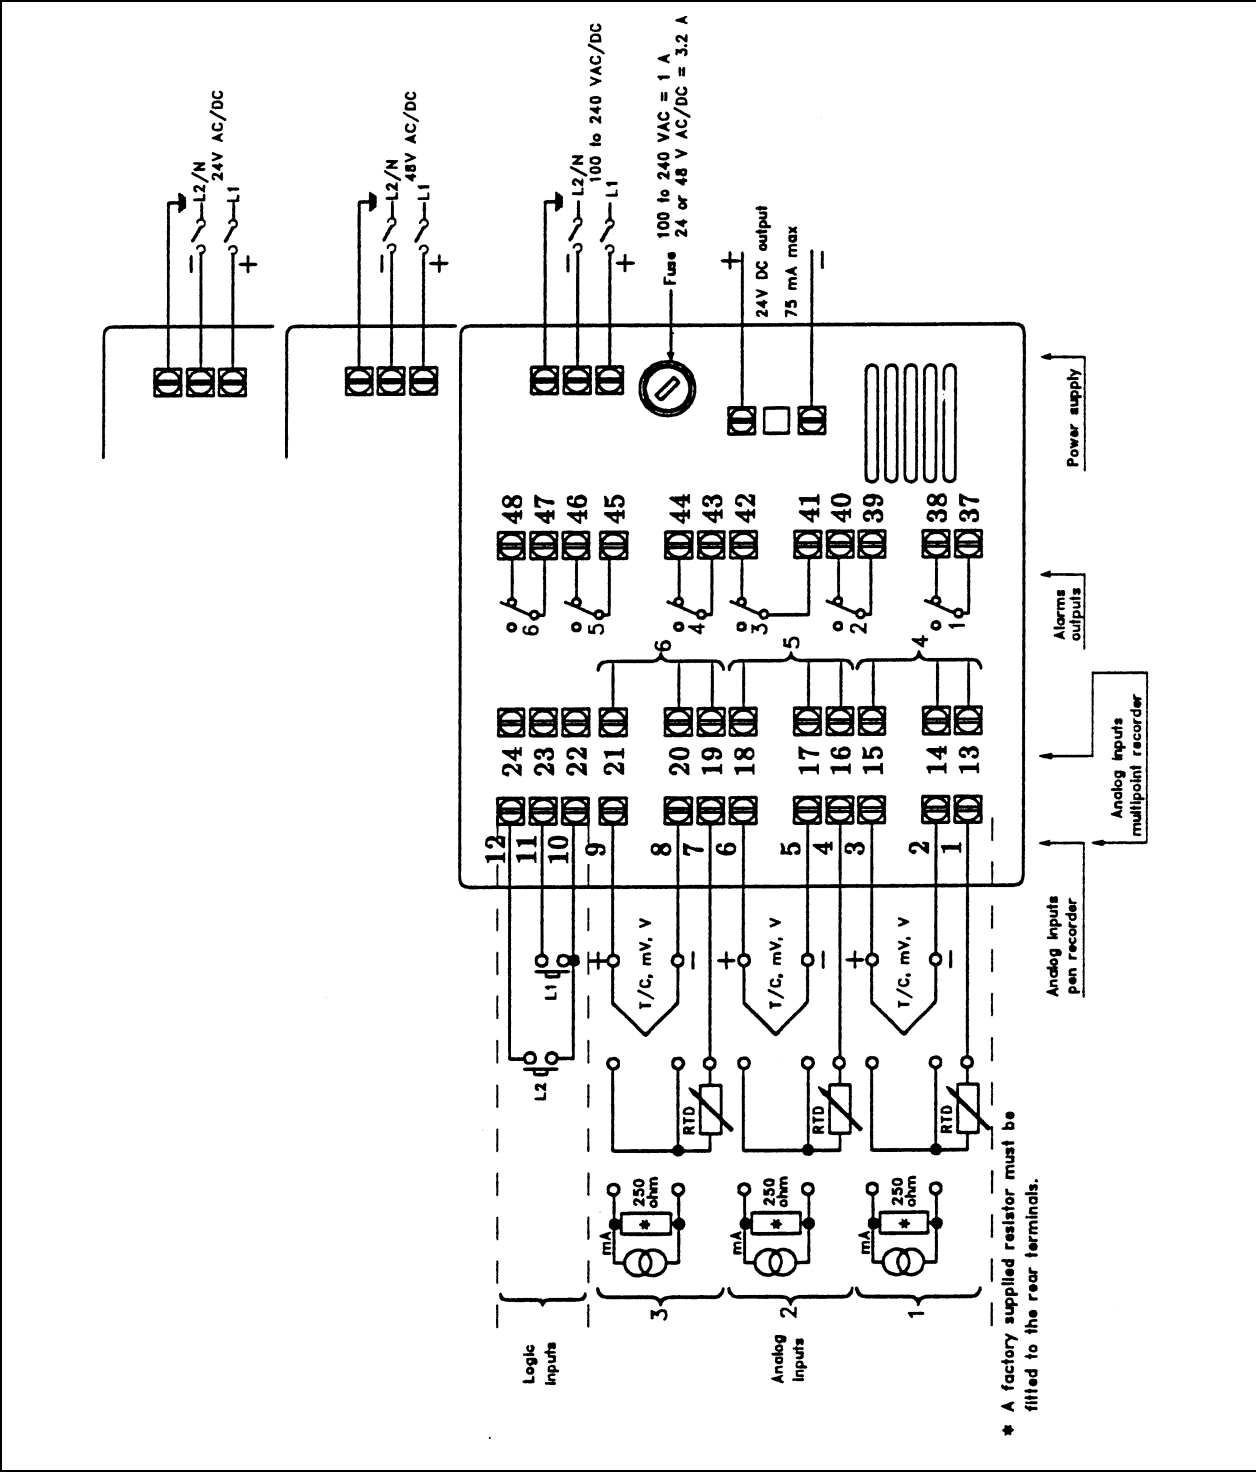 L2/N
24V AC/DC
L1
−
+
L2/N
48V AC/DC
L1
−
+
L2/N
100 to 240 VAC/DC
L1
−
+
Fuse
100 to 240 VAC = 1 A
24 or 48 V AC/DC = 3.2 A
+
24V DC output
75 mA max
−
48
47
46
45
44
43
42
41
40
39
38
37
6
5
4
3
2
1
6
5
4
24
23
22
21
20
19
18
17
16
15
14
13
12
11
10
9
8
7
6
5
4
3
2
1
L1
L2
+
T/C, mV, V
−
+
T/C, mV, V
−
+
T/C, mV, V
−
RTD
RTD
RTD
mA
*
250
ohm
mA
*
250
ohm
mA
*
250
ohm
3
2
1
Logic
Inputs
Analog
Inputs
Power supply
Alarms
outputs
Analog Inputs
multipoint recorder
Analog Inputs
pen recorder
* A factory supplied resistor must be
fitted to the rear terminals.